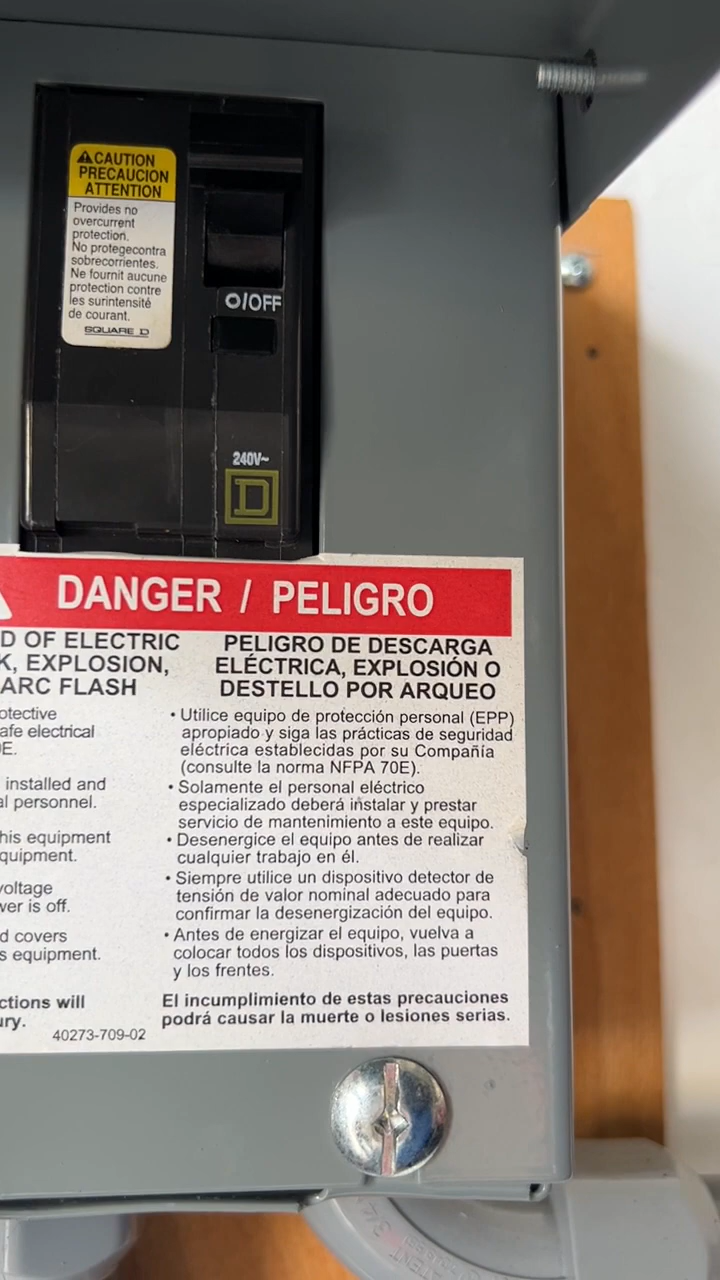 CAUTION
PRECAUCION
ATTENTION
Provides no
overcurrent
protection.
No protegecontra
sobrecorrientes.
Ne fournit aucune
protection contre
les surintensité
de courant.
SQUARE D
O/OFF
240V~
D
DANGER / PELIGRO
D OF ELECTRIC
K, EXPLOSION,
ARC FLASH
otective
afe electrical
0E.
installed and
al personnel.
his equipment
quipment.
voltage
wer is off.
d covers
s equipment.
ctions will
ury.
40273-709-02
PELIGRO DE DESCARGA
ELÉCTRICA, EXPLOSIÓN O
DESTELLO POR ARQUEO
• Utilice equipo de protección personal (EPP)
apropiado y siga las prácticas de seguridad
eléctrica establecidas por su Compañía
(consulte la norma NFPA 70E).
• Solamente el personal eléctrico
especializado deberá instalar y prestar
servicio de mantenimiento a este equipo.
• Desenergice el equipo antes de realizar
cualquier trabajo en él.
• Siempre utilice un dispositivo detector de
tensión de valor nominal adecuado para
confirmar la desenergización del equipo.
• Antes de energizar el equipo, vuelva a
colocar todos los dispositivos, las puertas
y los frentes.
El incumplimiento de estas precauciones
podrá causar la muerte o lesiones serias.